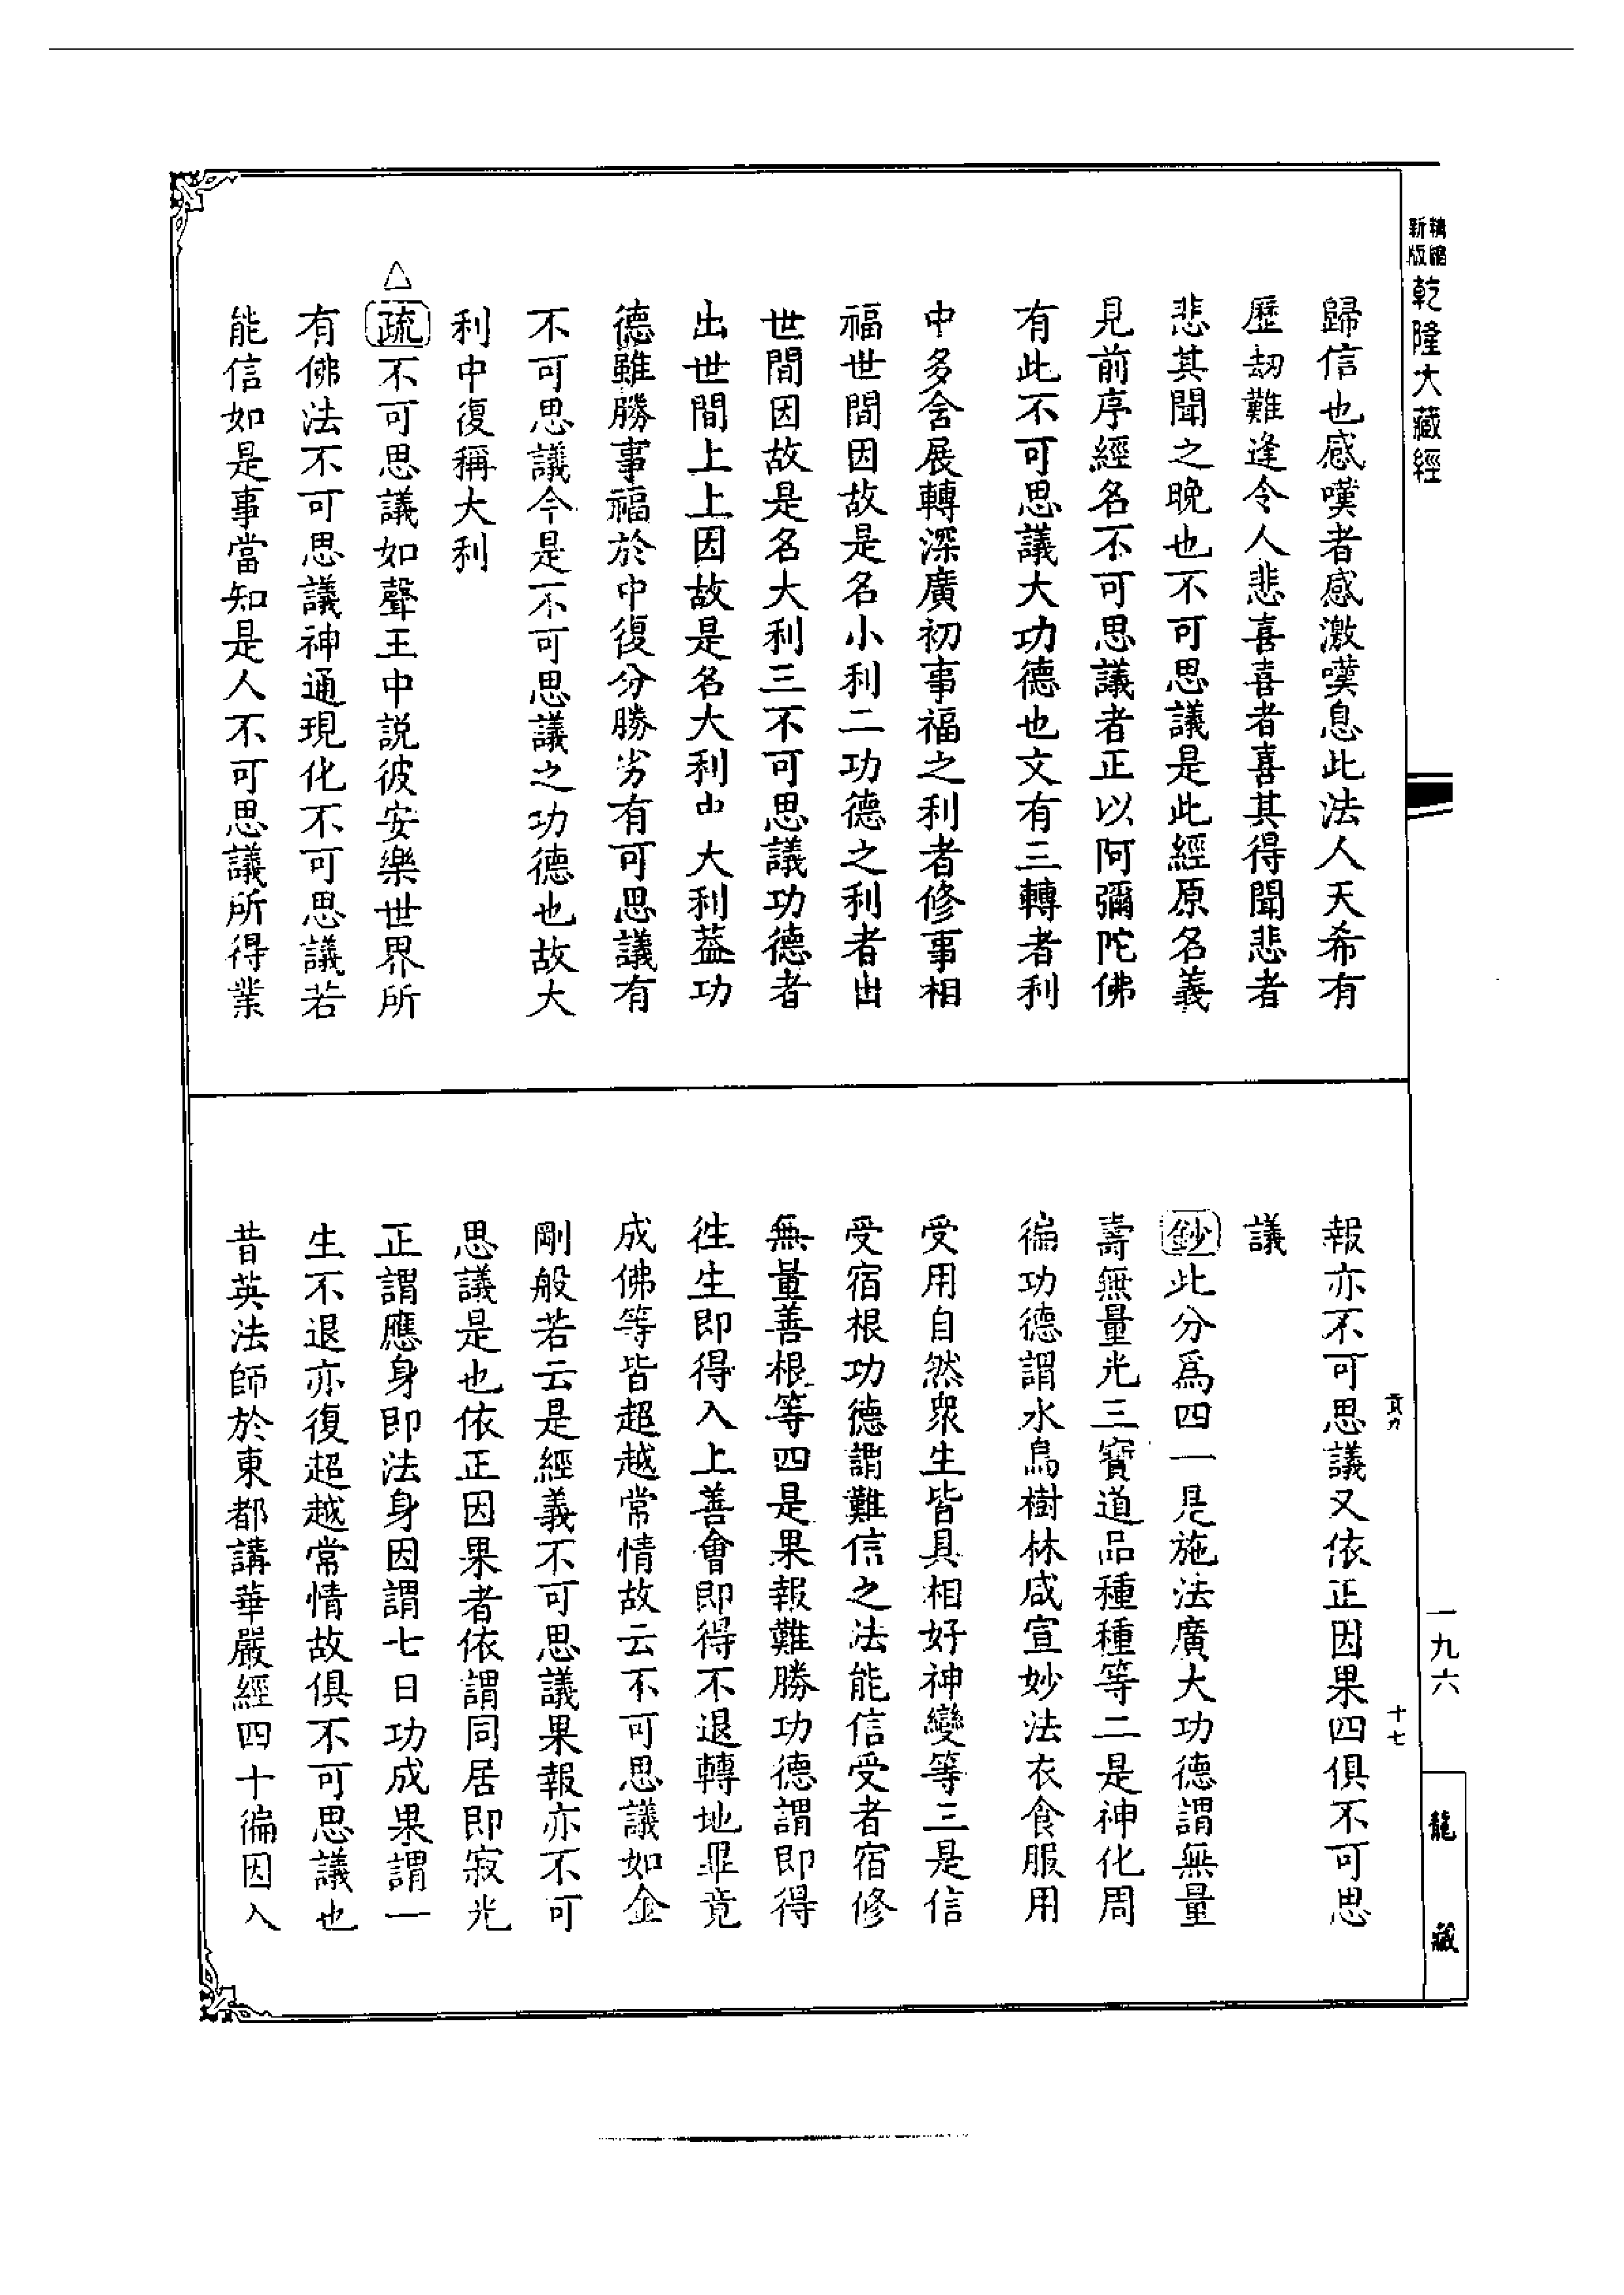 精縮
新版
乾隆大藏經
歸信也感嘆者感激嘆息此法人天希有
歷劫難逢令人悲喜喜者喜其得聞悲者
悲其聞之晚也不可思議是此經原名義
見前序經名不可思議者正以阿彌陀佛
有此不可思議大功德也文有三轉者利
中多含展轉深廣初事福之利者修事相
福世間因故是名小利二功德之利者出
世間因故是名大利三不可思議功德者
出世間上上因故是名大利中大利益功
德雖勝事福於中復分勝劣有可思議有
不可思議今是不可思議之功德也故大
利中復稱大利
△疏不可思議如聲王中說彼安樂世界所
有佛法不可思議神通現化不可思議若
能信如是事當知是人不可思議所得業
報亦不可思議又依正因果四俱不可思
議
鈔此分為四一是施法廣大功德謂無量
壽無量光三寶道品種種等二是神化周
徧功德謂水鳥樹林咸宣妙法衣食服用
受用自然眾生皆具相好神變等三是信
受宿根功德謂難信之法能信受者宿修
無量善根等四是果報難勝功德謂即得
徃生即得入上善會即得不退轉地畢竟
成佛等皆超越常情故云不可思議如金
剛般若云是經義不可思議果報亦不可
思議是也依正因果者依謂同居即寂光
正謂應身即法身因謂七日功成果謂一
生不退亦復超越常情故俱不可思議也
昔英法師於東都講華嚴經四十徧因入
十七
一九六
龍藏